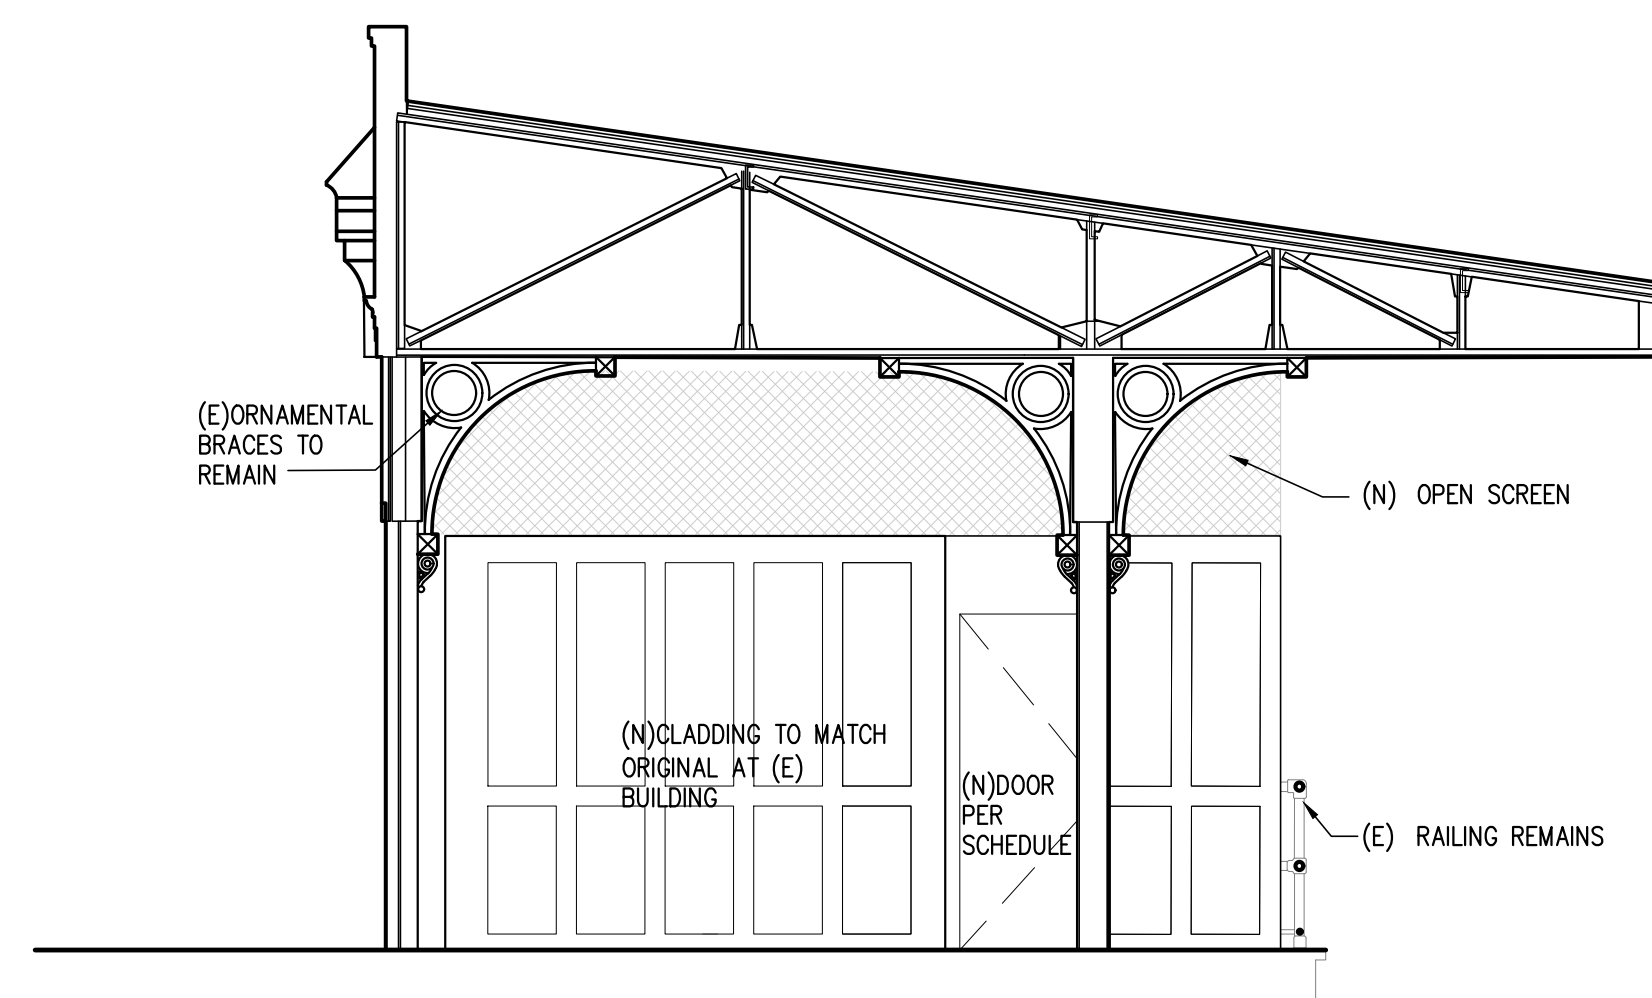 (E)ORNAMENTAL
BRACES TO
REMAIN
(N) OPEN SCREEN
(N)CLADDING TO MATCH
ORIGINAL AT (E)
BUILDING
(N)DOOR
PER
SCHEDULE
(E) RAILING REMAINS